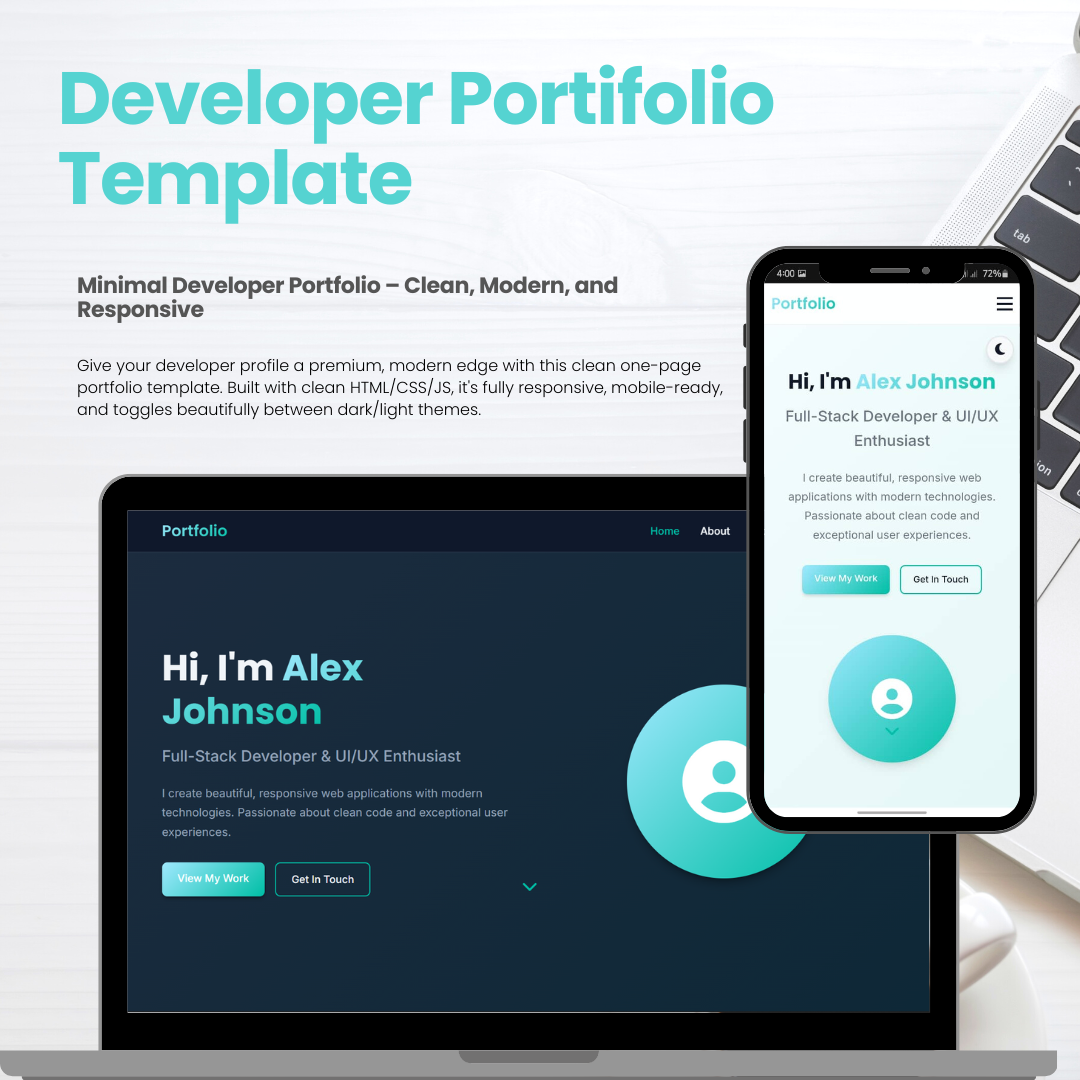 Developer Portifolio
Template
Minimal Developer Portfolio – Clean, Modern, and
Responsive
Give your developer profile a premium, modern edge with this clean one-page
portfolio template. Built with clean HTML/CSS/JS, it's fully responsive, mobile-ready,
and toggles beautifully between dark/light themes.
tab
4:00
72%
Portfolio
Hi, I'm Alex Johnson
Full-Stack Developer & UI/UX
Enthusiast
I create beautiful, responsive web
applications with modern technologies.
Passionate about clean code and
exceptional user experiences.
View My Work
Get In Touch
Portfolio
Home
About
Hi, I'm Alex
Johnson
Full-Stack Developer & UI/UX Enthusiast
I create beautiful, responsive web applications with modern
technologies. Passionate about clean code and exceptional user
experiences.
View My Work
Get In Touch